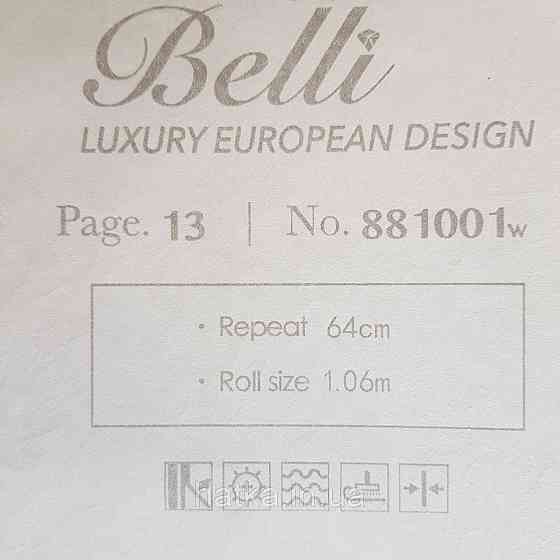 Belli
LUXURY EUROPEAN DESIGN
Page. 13 | No. 881001w
• Repeat 64cm
• Roll size 1.06m